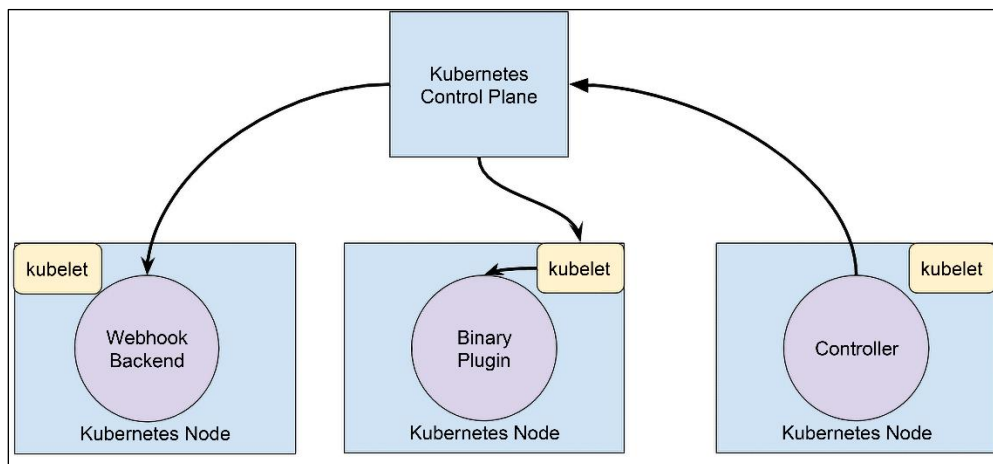 Kubernetes
Control Plane
kubelet
kubelet
kubelet
Webhook
Backend
Binary
Plugin
Controller
Kubernetes Node
Kubernetes Node
Kubernetes Node